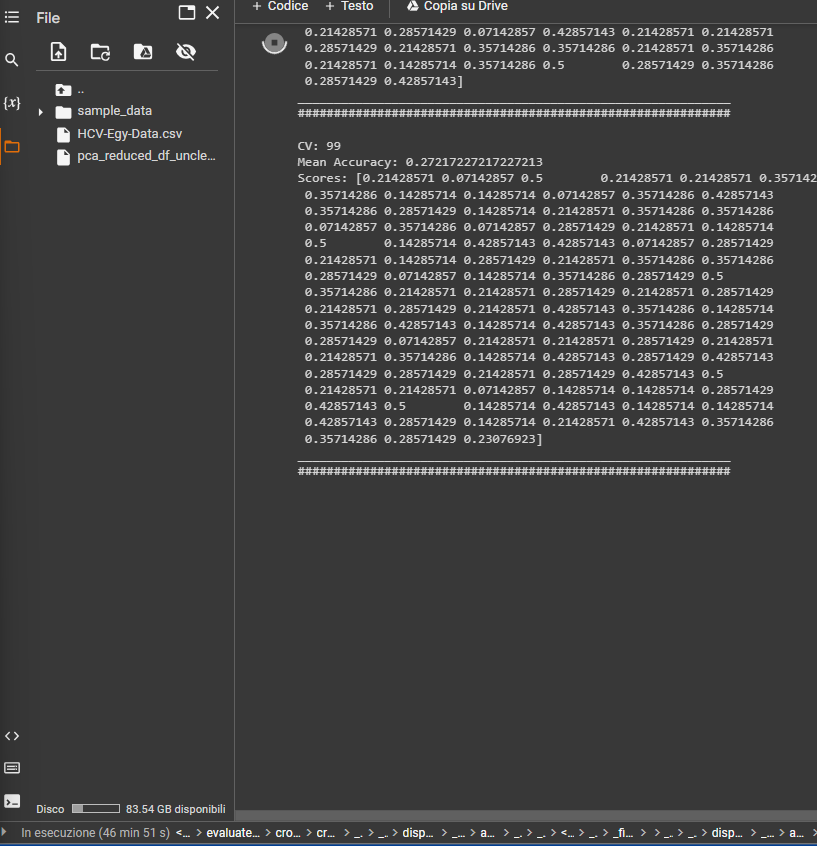 File
+ Codice + Testo Copia su Drive
..
sample_data
HCV-Egy-Data.csv
pca_reduced_df_uncle...
{x}
0.21428571 0.28571429 0.07142857 0.42857143 0.21428571 0.21428571
0.28571429 0.21428571 0.35714286 0.35714286 0.21428571 0.35714286
0.21428571 0.14285714 0.35714286 0.5 0.28571429 0.35714286
0.28571429 0.42857143]
____________________________________________________________
############################################################
CV: 99
Mean Accuracy: 0.27217227217227213
Scores: [0.21428571 0.07142857 0.5 0.21428571 0.21428571 0.357142
0.35714286 0.14285714 0.14285714 0.07142857 0.35714286 0.42857143
0.35714286 0.28571429 0.14285714 0.21428571 0.35714286 0.35714286
0.07142857 0.35714286 0.07142857 0.28571429 0.21428571 0.14285714
0.5 0.14285714 0.42857143 0.42857143 0.07142857 0.28571429
0.21428571 0.14285714 0.28571429 0.21428571 0.35714286 0.35714286
0.28571429 0.07142857 0.14285714 0.35714286 0.28571429 0.5
0.35714286 0.21428571 0.21428571 0.28571429 0.21428571 0.28571429
0.21428571 0.28571429 0.21428571 0.42857143 0.35714286 0.14285714
0.35714286 0.42857143 0.14285714 0.42857143 0.35714286 0.28571429
0.28571429 0.07142857 0.21428571 0.21428571 0.28571429 0.21428571
0.21428571 0.35714286 0.14285714 0.42857143 0.28571429 0.42857143
0.28571429 0.28571429 0.21428571 0.28571429 0.42857143 0.5
0.21428571 0.21428571 0.07142857 0.14285714 0.14285714 0.28571429
0.42857143 0.5 0.14285714 0.42857143 0.14285714 0.14285714
0.42857143 0.28571429 0.14285714 0.21428571 0.42857143 0.35714286
0.35714286 0.28571429 0.23076923]
____________________________________________________________
############################################################
Disco 83.54 GB disponibili
In esecuzione (46 min 51 s) <... > evaluate... > cro... > cr... > _. > _.. > disp... > _... > a... > _. > _. > <... > _. > _fi... > > _.. > _. > disp... > _... > a... >